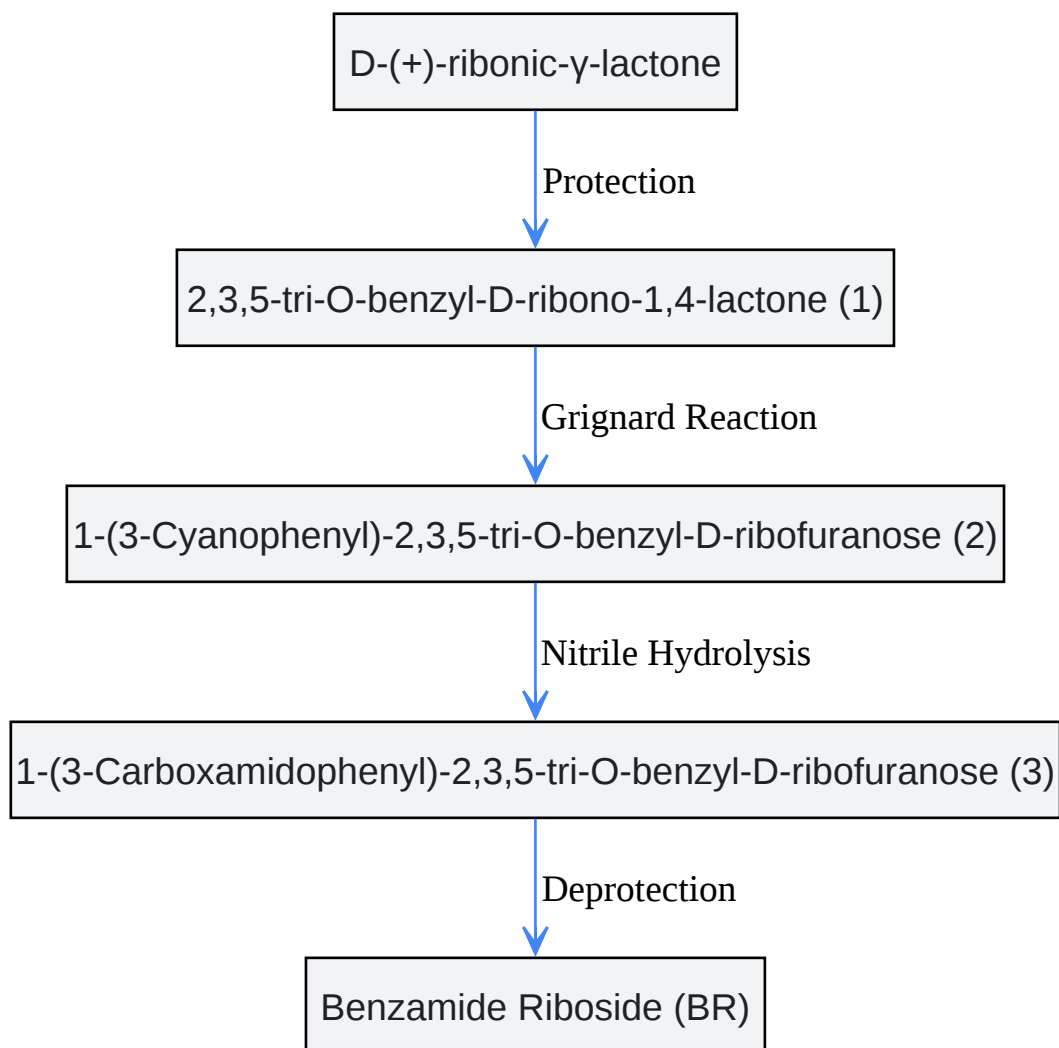 D-(+)-ribonic-γ-lactone
Protection
2,3,5-tri-O-benzyl-D-ribono-1,4-lactone (1)
Grignard Reaction
1-(3-Cyanophenyl)-2,3,5-tri-O-benzyl-D-ribofuranose (2)
Nitrile Hydrolysis
1-(3-Carboxamidophenyl)-2,3,5-tri-O-benzyl-D-ribofuranose (3)
Deprotection
Benzamide Riboside (BR)